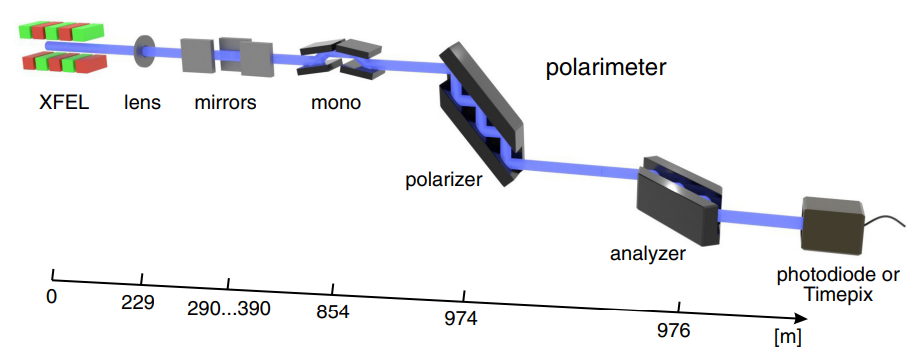 polarimeter
XFEL
lens
mirrors
mono
polarizer
analyzer
photodiode or
Timepix
0
229
290...390
854
974
976
[m]